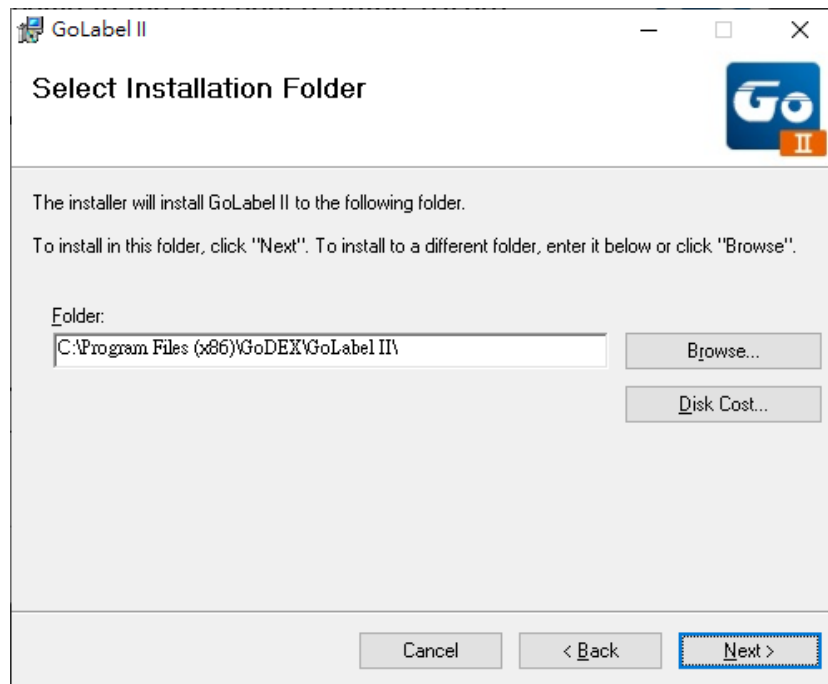 GoLabel II
Select Installation Folder
Go
II
The installer will install GoLabel II to the following folder.
To install in this folder, click "Next". To install to a different folder, enter it below or click "Browse".
Folder:
C:\Program Files (x86)\GoDEX\GoLabel II\
Browse...
Disk Cost...
Cancel
< Back
Next >